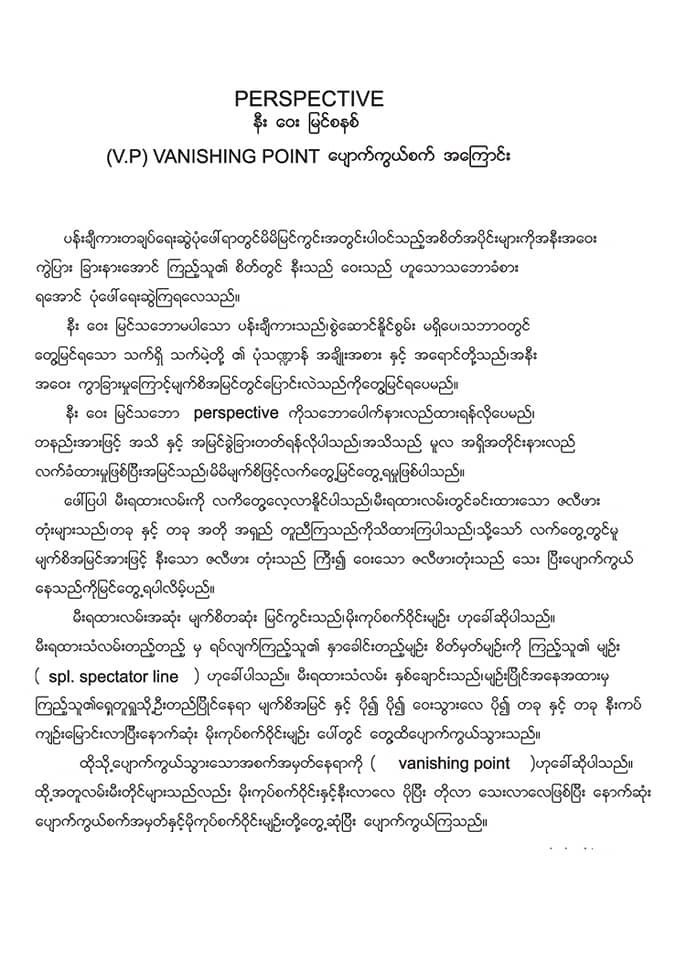 PERSPECTIVE
နီး ဝေး မြင်စနစ်
(V.P) VANISHING POINT ပျောက်ကွယ်စက် အကြောင်း
ပန်းချီကားတချပ်ရေးဆွဲပုံဖေါ်ရာတွင်မိမိမြင်ကွင်းအတွင်းပါဝင်သည့်အစိတ်အပိုင်းများကိုအနီးအဝေး
ကွဲပြား ခြားနားအောင် ကြည့်သူ၏ စိတ်တွင် နီးသည် ဝေးသည် ဟူသောသဘောခံစား
ရအောင် ပုံဖေါ်ရေးဆွဲကြရလေသည်။
နီး ဝေး မြင်သဘောမပါသော ပန်းချီကားသည်၊စွဲဆောင်နိူင်စွမ်း မရှိပေ၊သဘာဝတွင်
တွေ့မြင်ရသော သက်ရှိ သက်မဲ့တို့ ၏ ပုံသဏ္ဌာန် အချိုးအစား နှင့် အရောင်တို့သည်၊အနီး
အဝေး ကွာခြားမှုကြောင့်မျက်စိအမြင်တွင်ပြောင်းလဲသည်ကိုတွေ့မြင်ရပေမည်။
နီး ဝေး မြင်သဘော perspective ကိုသဘောပေါက်နားလည်ထားရန်လိုပေမည်၊
တနည်းအားဖြင့် အသိ နှင့် အမြင်ခွဲခြားတတ်ရန်လိုပါသည်၊အသိသည် မူလ အရှိအတိုင်းနားလည်
လက်ခံထားမှုဖြစ်ပြီးအမြင်သည်၊မိမိမျက်စိဖြင့်လက်တွေ့မြင်တွေ့ရမှုဖြစ်ပါသည်။
ဖေါ်ပြပါ မီးရထားလမ်းကို လကိတွေ့လေ့လာနိူင်ပါသည်၊မီးရထားလမ်းတွင်ခင်းထားသော ဇလီဖား
တုံးများသည်၊တခု နှင့် တခု အတို အရှည် တူညီကြသည်ကိုသိထားကြပါသည်၊သို့သော် လက်တွေ့တွင်မူ
မျက်စိအမြင်အားဖြင့် နီးသော ဇလီဖား တုံးသည် ကြီး၍ ဝေးသော ဇလီဖားတုံးသည် သေး ပြီးပျောက်ကွယ်
နေသည်ကိုမြင်တွေ့ရပါလိမ့်မည်။
မီးရထားလမ်းအဆုံး မျက်စိတဆုံး မြင်ကွင်းသည်၊မိုးကုပ်စက်ဝိုင်းမျဉ်း ဟုခေါ်ဆိုပါသည်။
မီးရထားသံလမ်းတည့်တည့် မှ ရပ်လျက်ကြည့်သူ၏ နှာခေါင်းတည့်မျဉ်း စိတ်မှတ်မျဉ်းကို ကြည့်သူ၏ မျဉ်း
( spl. spectator line ) ဟုခေါ်ပါသည်။ မီးရထားသံလမ်း နှစ်ချောင်းသည်၊မျဉ်းပြိုင်အနေအထားမှ
ကြည့်သူ၏ရှေ့တူရူသို့ဦးတည်ပြိုင်နေရာ မျက်စိအမြင် နှင့် ပို၍ ပို၍ ဝေးသွားလေ ပို၍ တခု နှင့် တခု နီးကပ်
ကျဉ်းမြောင်းလာပြီးနောက်ဆုံး မိုးကုပ်စက်ဝိုင်းမျဉ်း ပေါ်တွင် တွေ့ထိပျောက်ကွယ်သွားသည်။
ထိုသို့ပျောက်ကွယ်သွားသောအစက်အမှတ်နေရာကို ( vanishing point )ဟုခေါ်ဆိုပါသည်။
ထို့အတူလမ်းမီးတိုင်များသည်လည်း မိုးကုပ်စက်ဝိုင်းနှင့်နီးလာလေ ပိုပြီး တိုလာ သေးလာလေဖြစ်ပြီး နောက်ဆုံး
ပျောက်ကွယ်စက်အမှတ်နှင့်မိုကုပ်စက်ဝိုင်းမျဉ်းတို့တွေ့ဆုံပြီး ပျောက်ကွယ်ကြသည်။